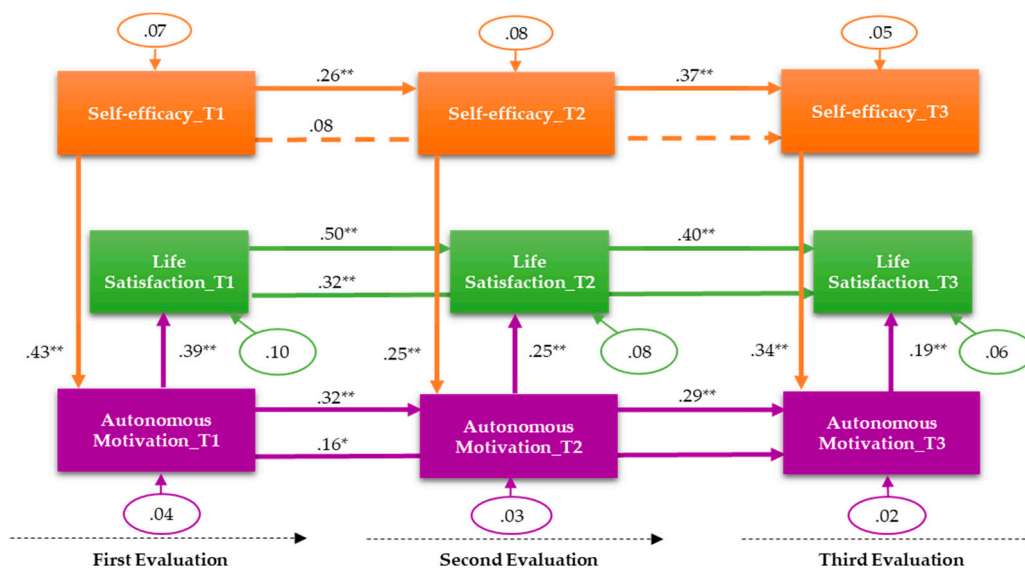 .07
.08
.05
.26**
.37**
Self-efficacy_T1
Self-efficacy_T2
Self-efficacy_T3
.08
.50**
.40**
Life
Satisfaction_T1
Life
Satisfaction_T2
Life
Satisfaction_T3
.32**
.43**
.39**
.10
.25**
.25**
.08
.34**
.19**
.06
.32**
.29**
Autonomous
Motivation_T1
Autonomous
Motivation_T2
Autonomous
Motivation_T3
.16*
.04
.03
.02
First Evaluation
Second Evaluation
Third Evaluation